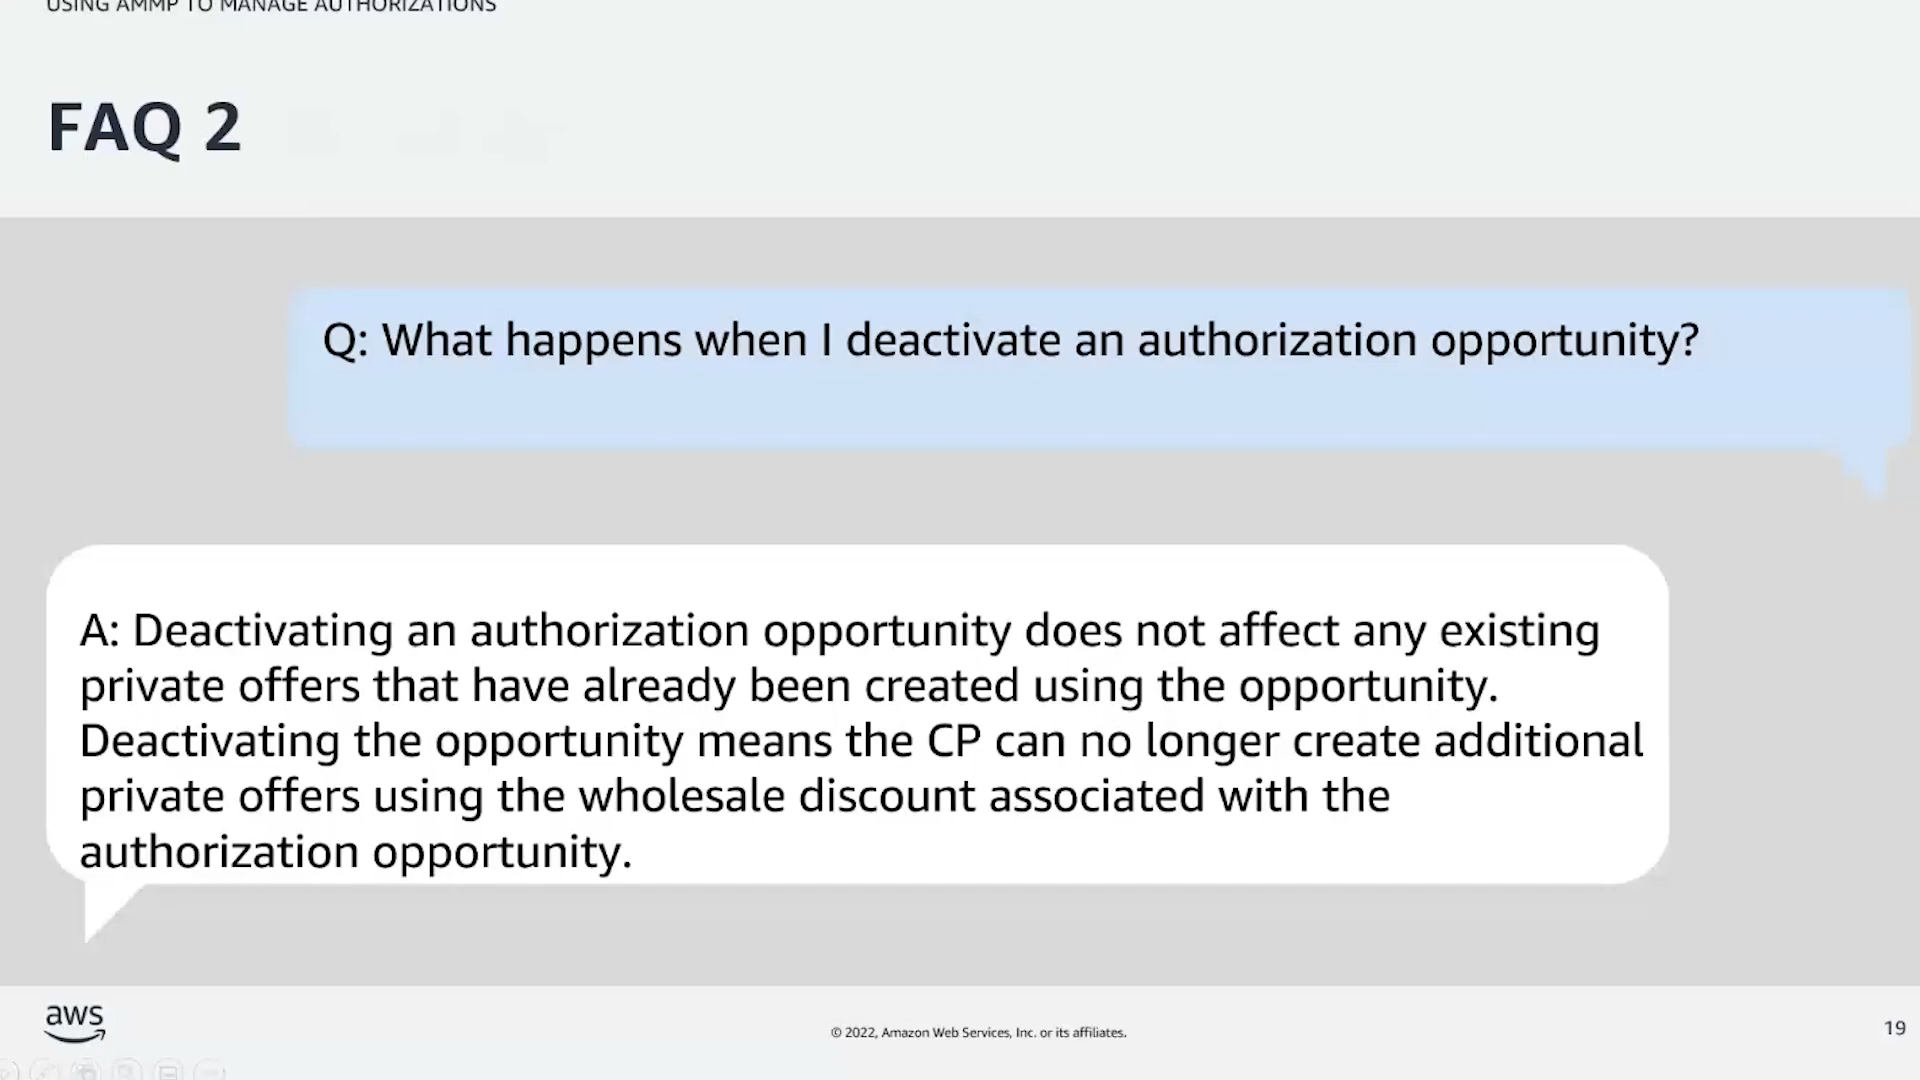 USING AMMP TO MANAGE AUTHORIZATIONS
FAQ 2
Q: What happens when I deactivate an authorization opportunity?
A: Deactivating an authorization opportunity does not affect any existing
private offers that have already been created using the opportunity.
Deactivating the opportunity means the CP can no longer create additional
private offers using the wholesale discount associated with the
authorization opportunity.
aws
© 2022, Amazon Web Services, Inc. or its affiliates.
19